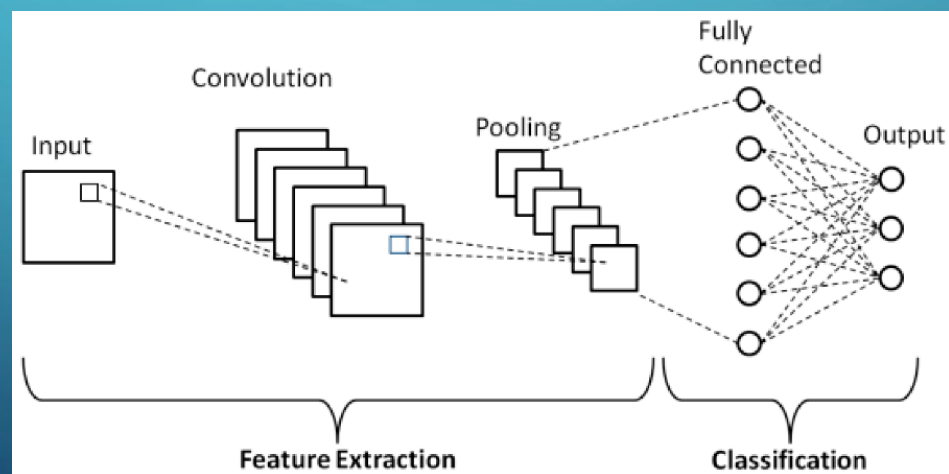 Input
Convolution
Pooling
Fully
Connected
Output
Feature Extraction
Classification